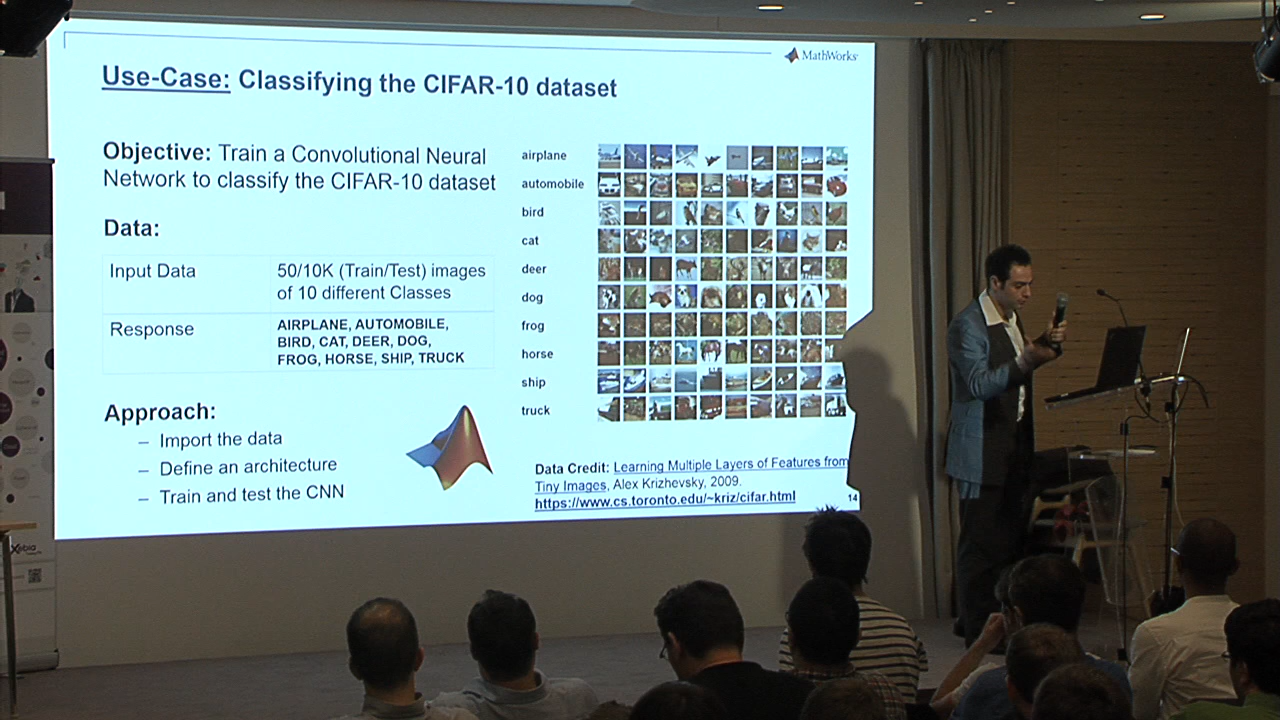 MathWorks
Use-Case: Classifying the CIFAR-10 dataset
Objective: Train a Convolutional Neural
Network to classify the CIFAR-10 dataset
Data:
Input Data
50/10K (Train/Test) images
of 10 different Classes
Response
AIRPLANE, AUTOMOBILE,
BIRD, CAT, DEER, DOG,
FROG, HORSE, SHIP, TRUCK
Approach:
– Import the data
– Define an architecture
– Train and test the CNN
airplane
automobile
bird
cat
deer
dog
frog
horse
ship
truck
Data Credit: Learning Multiple Layers of Features from
Tiny Images, Alex Krizhevsky, 2009.
https://www.cs.toronto.edu/~kriz/cifar.html
14
Xebia